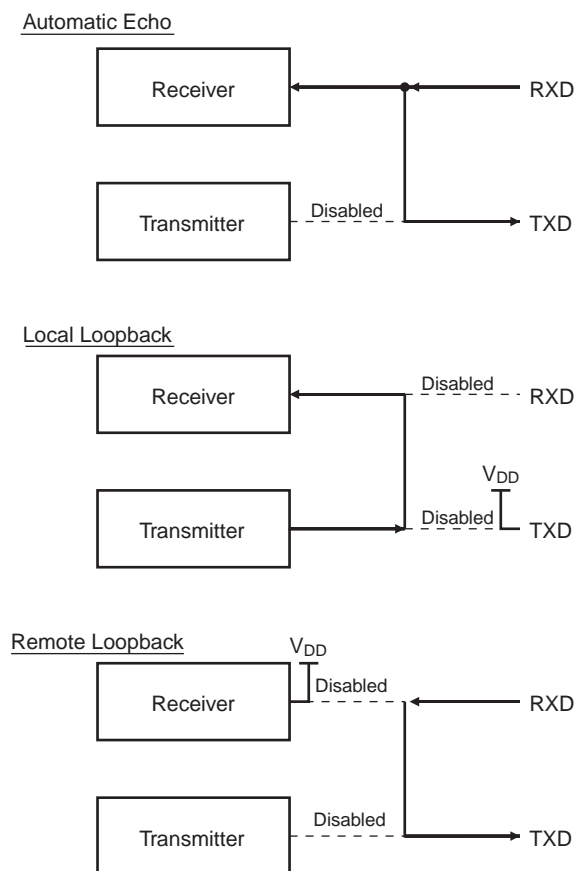 Automatic Echo
Receiver
RXD
Transmitter
Disabled
TXD
Local Loopback
Receiver
Disabled
RXD
VDD
Transmitter
Disabled
TXD
Remote Loopback
VDD
Receiver
Disabled
RXD
Transmitter
Disabled
TXD